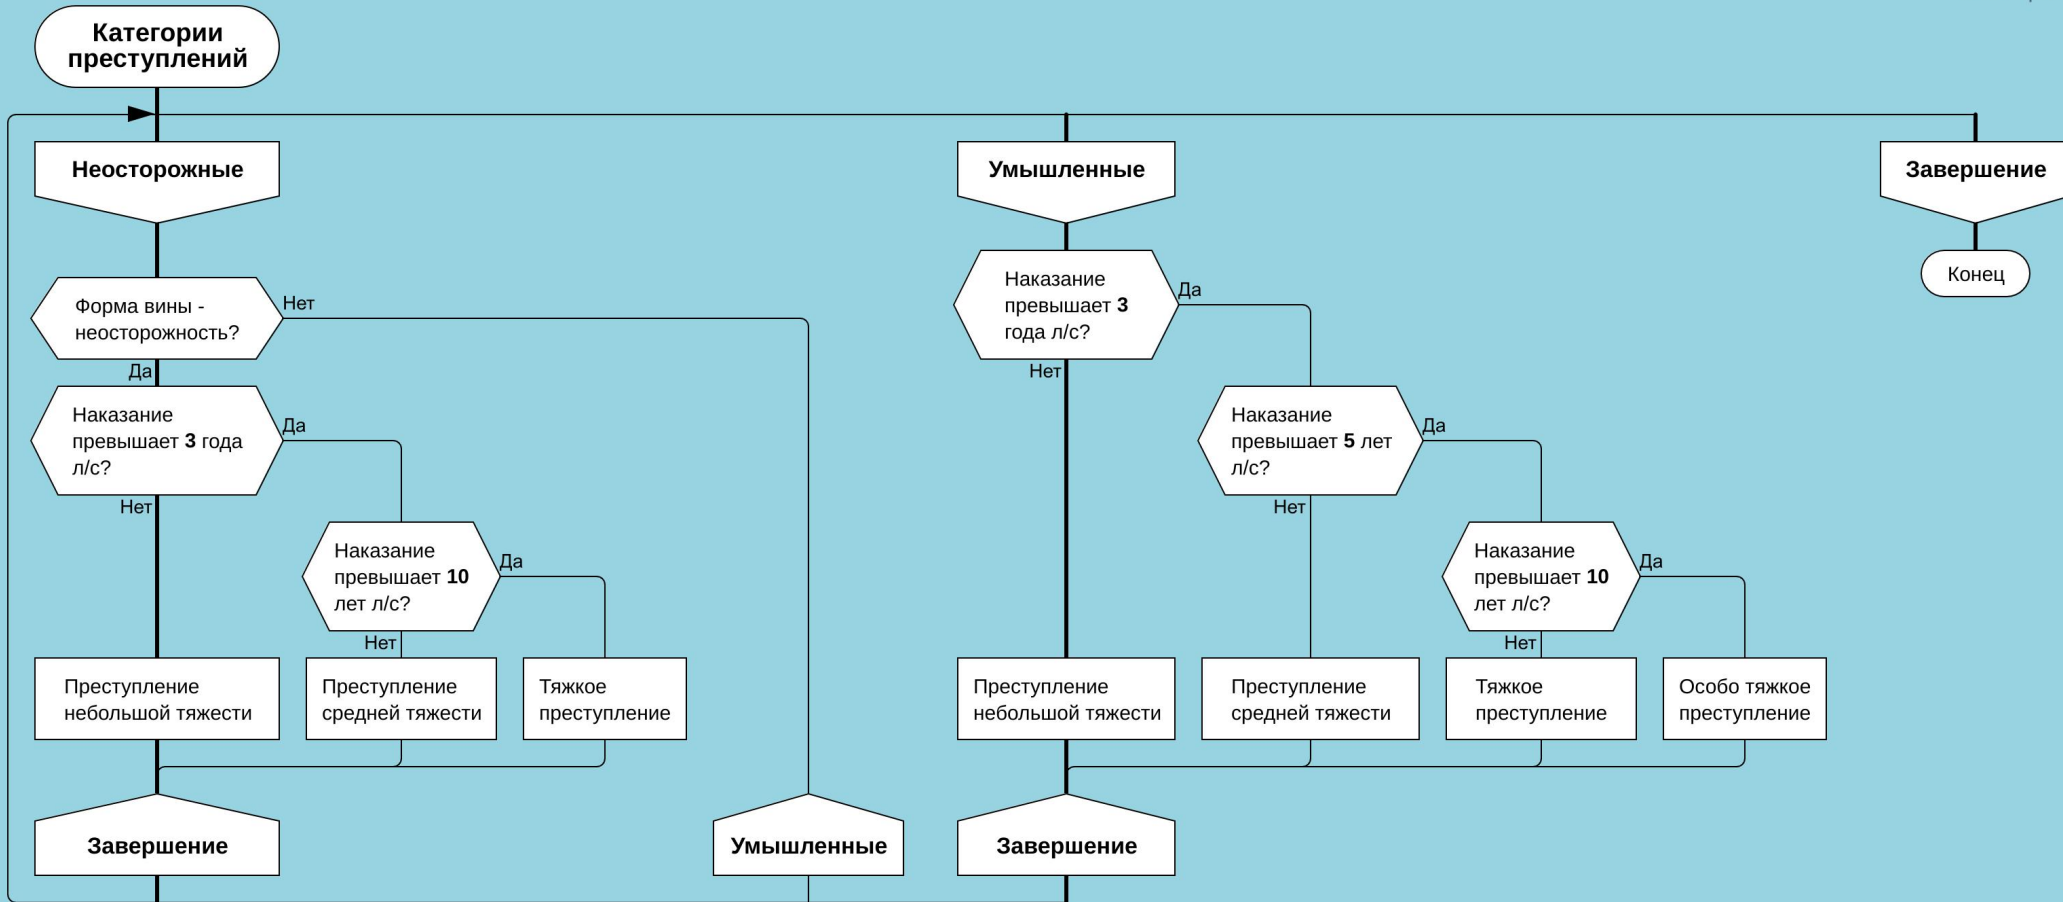 Категории
преступлений
Неосторожные
Форма вины -
неосторожность?
Нет
Да
Наказание
превышает 3 года
л/с?
Да
Нет
Наказание
превышает 10
лет л/с?
Да
Нет
Преступление
небольшой тяжести
Преступление
средней тяжести
Тяжкое
преступление
Завершение
Умышленные
Умышленные
Наказание
превышает 3
года л/с?
Да
Нет
Наказание
превышает 5 лет
л/с?
Да
Нет
Наказание
превышает 10
лет л/с?
Да
Нет
Преступление
небольшой тяжести
Преступление
средней тяжести
Тяжкое
преступление
Особо тяжкое
преступление
Завершение
Завершение
Конец